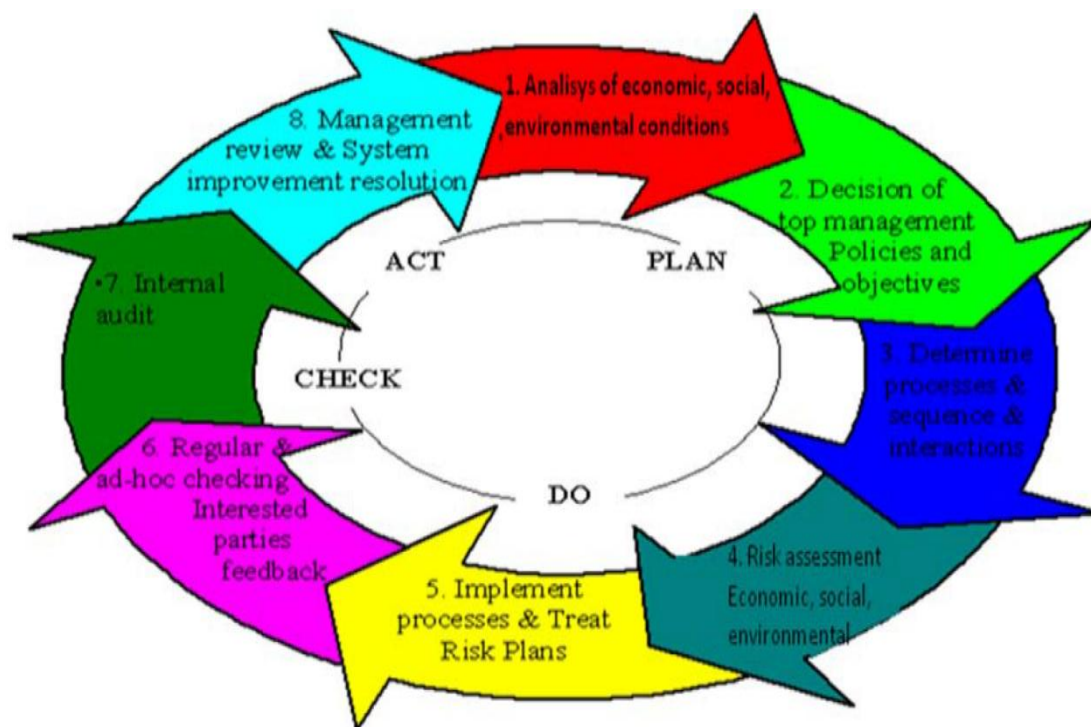 1. Analisys of economic, social,
,environmental conditions
2. Decision of
top management
Policies and
objectives
3. Determine
processes &
sequence &
interactions
4. Risk assessment
Economic, social,
environmental
5. Implement
processes & Treat
Risk Plans
6. Regular &
ad-hoc checking
Interested
parties
feedback
•7. Internal
audit
8. Management
review & System
improvement resolution
ACT
PLAN
CHECK
DO